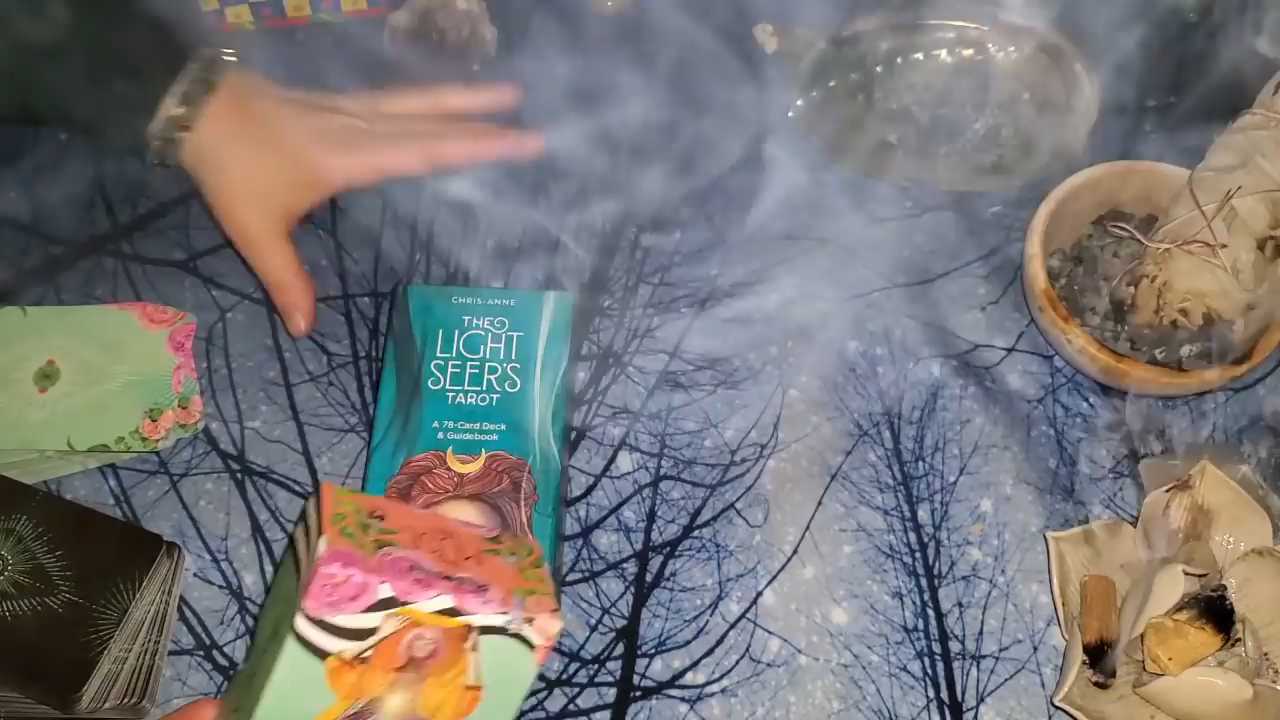 CHRIS-ANNE
THE
LIGHT
SEER'S
TAROT
A 78-Card Deck
& Guidebook